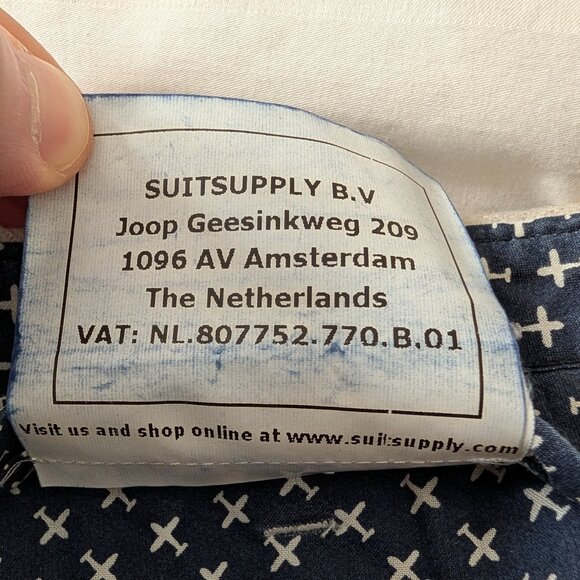 SUITSUPPLY B.V
Joop Geesinkweg 209
1096 AV Amsterdam
The Netherlands
VAT: NL.807752.770.B.01
Visit us and shop online at www.suitsupply.com